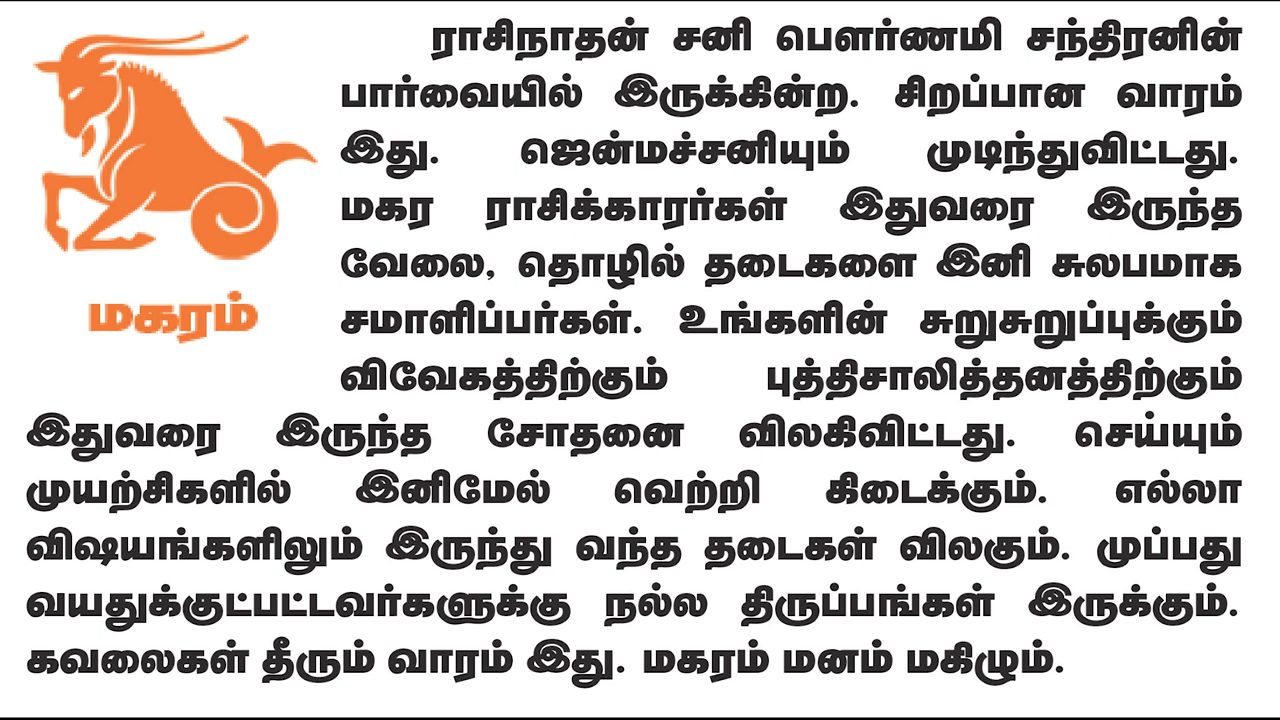 ராசிநாதன் சனி பௌர்ணமி சந்திரனின்
பார்வையில் இருக்கின்ற. சிறப்பான வாரம்
இது. ஜென்மச்சனியும் முடிந்துவிட்டது.
மகர ராசிக்காரர்கள் இதுவரை இருந்த
வேலை, தொழில் தடைகளை இனி சுலபமாக
சமாளிப்பர்கள். உங்களின் சுறுசுறுப்புக்கும்
விவேகத்திற்கும் புத்திசாலித்தனத்திற்கும்
இதுவரை இருந்த சோதனை விலகிவிட்டது. செய்யும்
முயற்சிகளில் இனிமேல் வெற்றி கிடைக்கும். எல்லா
விஷயங்களிலும் இருந்து வந்த தடைகள் விலகும். முப்பது
வயதுக்குட்பட்டவர்களுக்கு நல்ல திருப்பங்கள் இருக்கும்.
கவலைகள் தீரும் வாரம் இது. மகரம் மனம் மகிழும்.
மகரம்